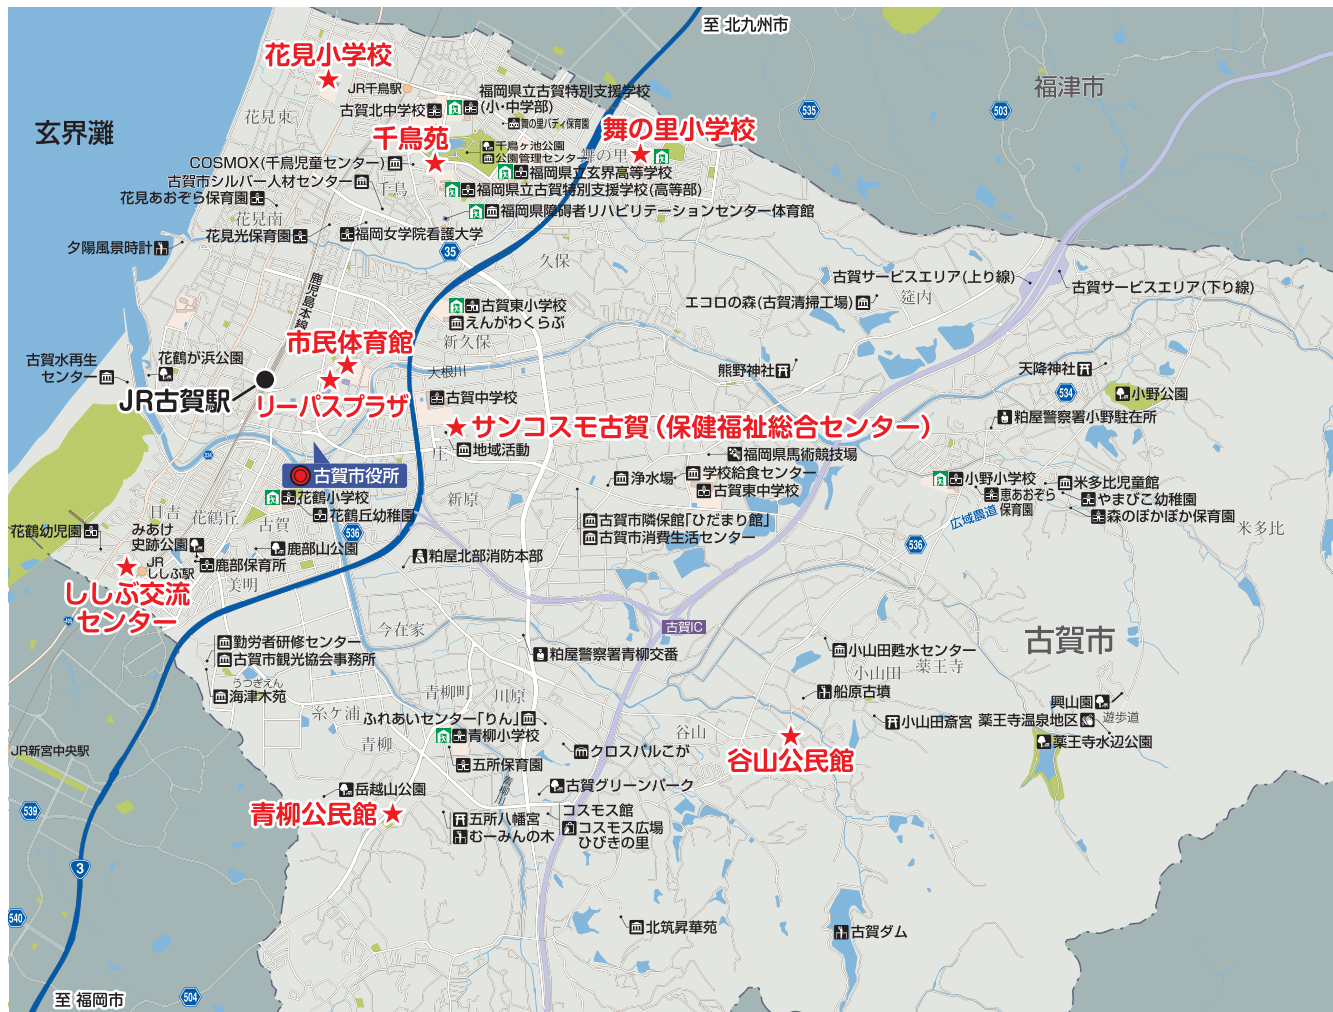 至 北九州市
花見小学校
JR千鳥駅
福岡県立古賀特別支援学校
(小・中学部)
福津市
535
503
古賀北中学校
花見東
舞の里パディ保育園
玄界灘
千鳥苑
舞の里小学校
千鳥ヶ池公園
公園管理センター
舞の里
COSMOX(千鳥児童センター)
福岡県立玄界高等学校
古賀市シルバー人材センター
千鳥
福岡県立古賀特別支援学校(高等部)
花見あおぞら保育園
花見南
福岡県障碍者リハビリテーションセンター体育館
花見光保育園
福岡女学院看護大学
夕陽風景時計
35
久保
鹿児島本線
古賀サービスエリア(上り線)
古賀サービスエリア(下り線)
筵内
エコロの森(古賀清掃工場)
古賀東小学校
えんがわくらぶ
新久保
市民体育館
古賀水再生
センター
花鶴が浜公園
大根川
熊野神社
天降神社
JR古賀駅
リーパスプラザ
古賀中学校
534
小野公園
サンコスモ古賀(保健福祉総合センター)
粕屋警察署小野駐在所
庄
地域活動
福岡県馬術競技場
古賀市役所
浄水場
学校給食センター
古賀東中学校
小野小学校
米多比児童館
恵あおぞら
保育園
やまびこ幼稚園
森のぽかぽか保育園
広域農道
花鶴小学校
花鶴丘幼稚園
新原
日吉
花鶴丘
古賀
536
古賀市隣保館「ひだまり館」
古賀市消費生活センター
536
米多比
花鶴幼児園
みあけ
史跡公園
鹿部山公園
粕屋北部消防本部
JR
ししぶ駅
鹿部保育所
美明
ししぶ交流
センター
495
古賀IC
今在家
古賀市
勤労者研修センター
古賀市観光協会事務所
粕屋警察署青柳交番
小山田甦水センター
小山田
薬王寺
うつぎえん
海津木苑
青柳町
川原
船原古墳
興山園
糸ヶ浦
ふれあいセンター「りん」
小山田斎宮
薬王寺温泉地区
遊歩道
青柳
青柳小学校
谷山
薬王寺水辺公園
JR新宮中央駅
クロスパルこが
谷山公民館
五所保育園
岳越山公園
古賀グリーンパーク
539
青柳公民館
コスモス館
五所八幡宮
コスモス広場
ひびきの里
むーみんの木
3
540
北筑昇華苑
古賀ダム
至 福岡市
504